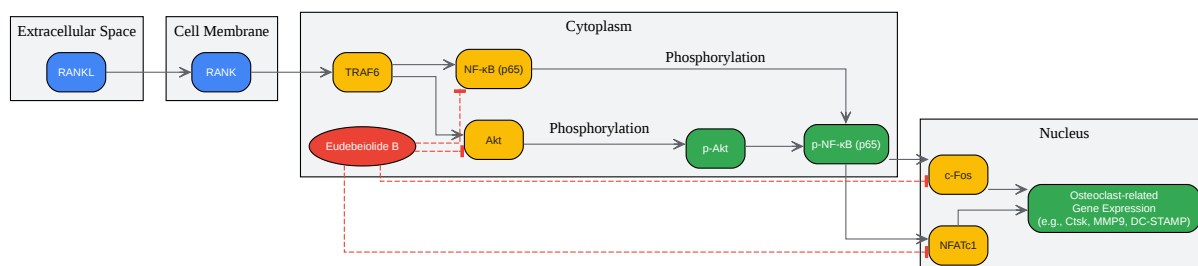 Extracellular Space
RANKL
Cell Membrane
RANK
Cytoplasm
TRAF6
NF-κB (p65)
Phosphorylation
Eudebeiolide B
Akt
Phosphorylation
p-Akt
p-NF-κB (p65)
Nucleus
c-Fos
NFATc1
Osteoclast-related
Gene Expression
(e.g., Ctsk, MMP9, DC-STAMP)